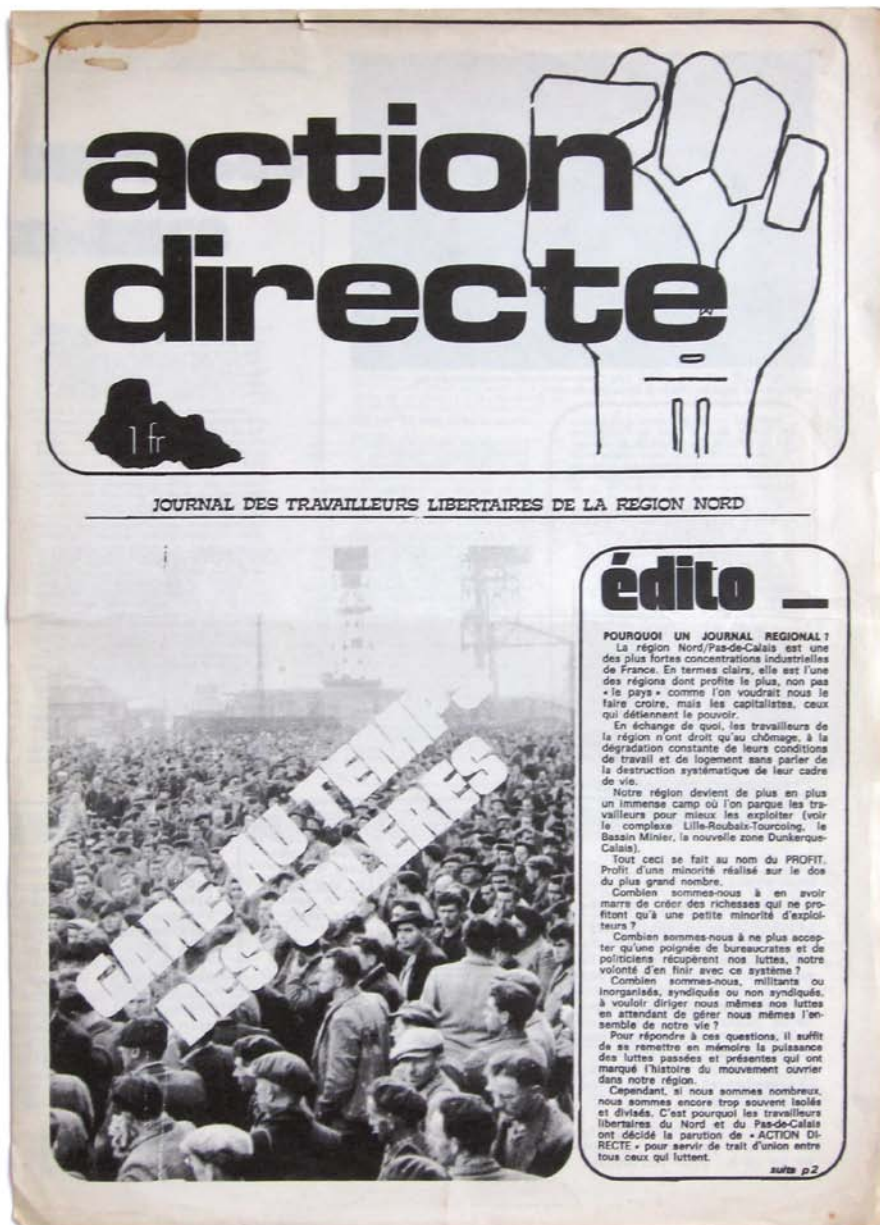 action
directe
1 fr
JOURNAL DES TRAVAILLEURS LIBERTAIRES DE LA REGION NORD
GARE AU TEMPS
DES COLERES
édito
POURQUOI UN JOURNAL REGIONAL ?
La région Nord/Pas-de-Calais est une
des plus fortes concentrations industrielles
de France. En termes clairs, elle est l'une
des régions dont profite le plus, non pas
« le pays » comme l'on voudrait nous le
faire croire, mais les capitalistes, ceux
qui détiennent le pouvoir.
En échange de quoi, les travailleurs de
la région n'ont droit qu'au chômage, à la
dégradation constante de leurs conditions
de travail et de logement sans parler de
la destruction systématique de leur cadre
de vie.
Notre région devient de plus en plus
un immense camp où l'on parque les tra-
vailleurs pour mieux les exploiter (voir
le complexe Lille-Roubaix-Tourcoing, le
Bassin Minier, la nouvelle zone Dunkerque-
Calais).
Tout ceci se fait au nom du PROFIT.
Profit d'une minorité réalisé sur le dos
du plus grand nombre.
Combien sommes-nous à en avoir
marre de créer des richesses qui ne pro-
fitent qu'à une petite minorité d'exploi-
teurs ?
Combien sommes-nous à ne plus accep-
ter qu'une poignée de bureaucrates et de
politiciens récupèrent nos luttes, notre
volonté d'en finir avec ce système ?
Combien sommes-nous, militants ou
inorganisés, syndiqués ou non syndiqués,
à vouloir diriger nous mêmes nos luttes
en attendant de gérer nous mêmes l'en-
semble de notre vie ?
Pour répondre à ces questions, il suffit
de se remettre en mémoire la puissance
des luttes passées et présentes qui ont
marqué l'histoire du mouvement ouvrier
dans notre région.
Cependant, si nous sommes nombreux,
nous sommes encore trop souvent isolés
et divisés. C'est pourquoi les travailleurs
libertaires du Nord et du Pas-de-Calais
ont décidé la parution de « ACTION DI-
RECTE » pour servir de trait d'union entre
tous ceux qui luttent.
suite p 2